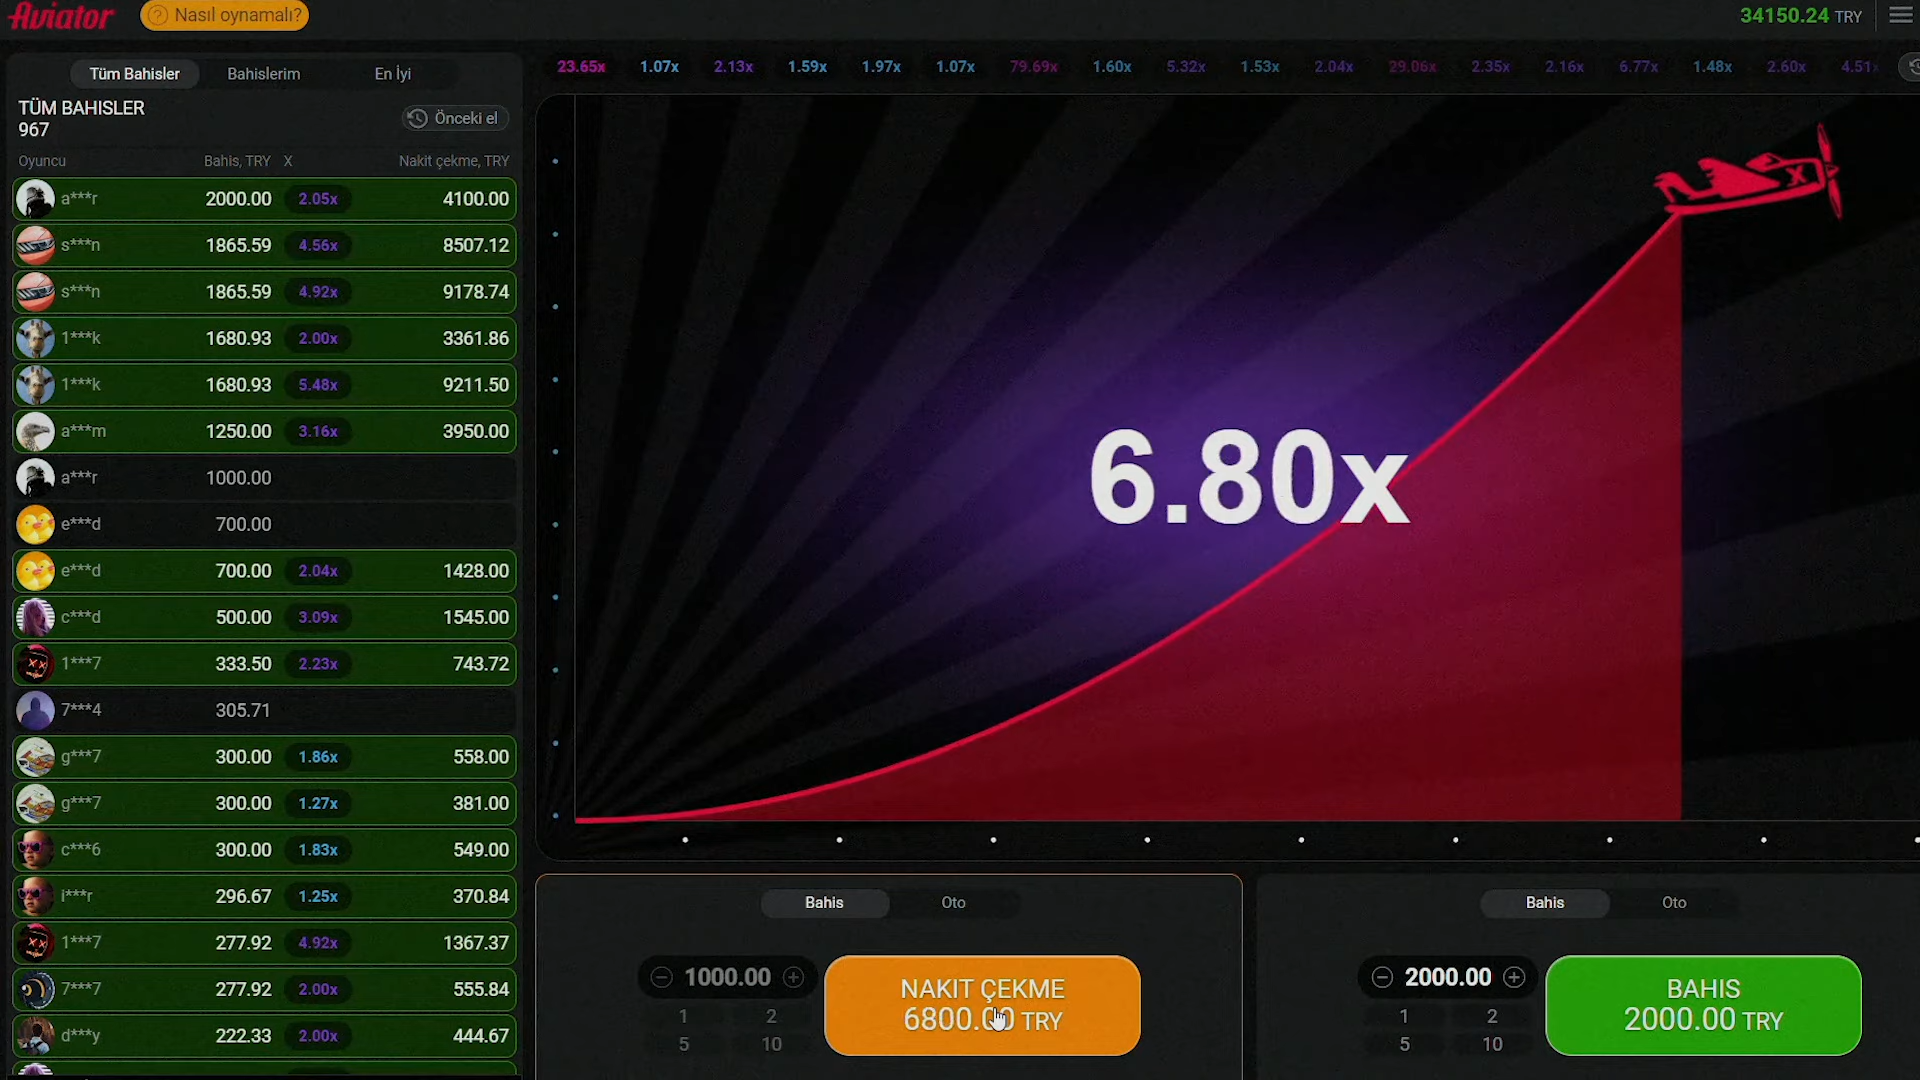 Aviator
? Nasıl oynamalı?
34150.24 TRY
Tüm Bahisler Bahislerim En İyi
TÜM BAHISLER
967
Önceki el
Oyuncu Bahis, TRY X Nakit çekme, TRY
a***r 2000.00 2.05x 4100.00
s***n 1865.59 4.56x 8507.12
s***n 1865.59 4.92x 9178.74
1***k 1680.93 2.00x 3361.86
1***k 1680.93 5.48x 9211.50
a***m 1250.00 3.16x 3950.00
a***r 1000.00
e***d 700.00
e***d 700.00 2.04x 1428.00
c***d 500.00 3.09x 1545.00
1***7 333.50 2.23x 743.72
7***4 305.71
g***7 300.00 1.86x 558.00
g***7 300.00 1.27x 381.00
c***6 300.00 1.83x 549.00
i***r 296.67 1.25x 370.84
1***7 277.92 4.92x 1367.37
7***7 277.92 2.00x 555.84
d***y 222.33 2.00x 444.67
23.65x 1.07x 2.13x 1.59x 1.97x 1.07x 79.69x 1.60x 5.32x 1.53x 2.04x 29.06x 2.35x 2.16x 6.77x 1.48x 2.60x 4.51x
X
6.80x
Bahis Oto
1000.00
1 2
5 10
NAKIT ÇEKME
6800.00 TRY
Bahis Oto
2000.00
1 2
5 10
BAHIS
2000.00 TRY